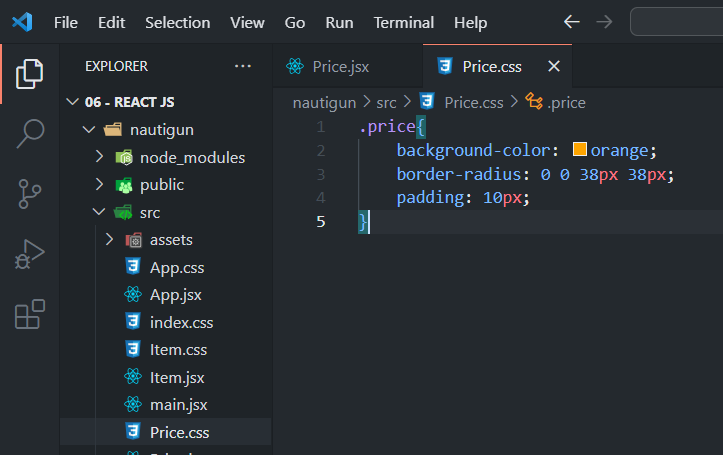 File Edit Selection View Go Run Terminal Help
EXPLORER
06 - REACT JS
nautigun
node_modules
public
src
assets
App.css
App.jsx
index.css
Item.css
Item.jsx
main.jsx
Price.css
Price.jsx
Price.css
nautigun > src > Price.css > .price
1 .price{
2 background-color: orange;
3 border-radius: 0 0 38px 38px;
4 padding: 10px;
5 }